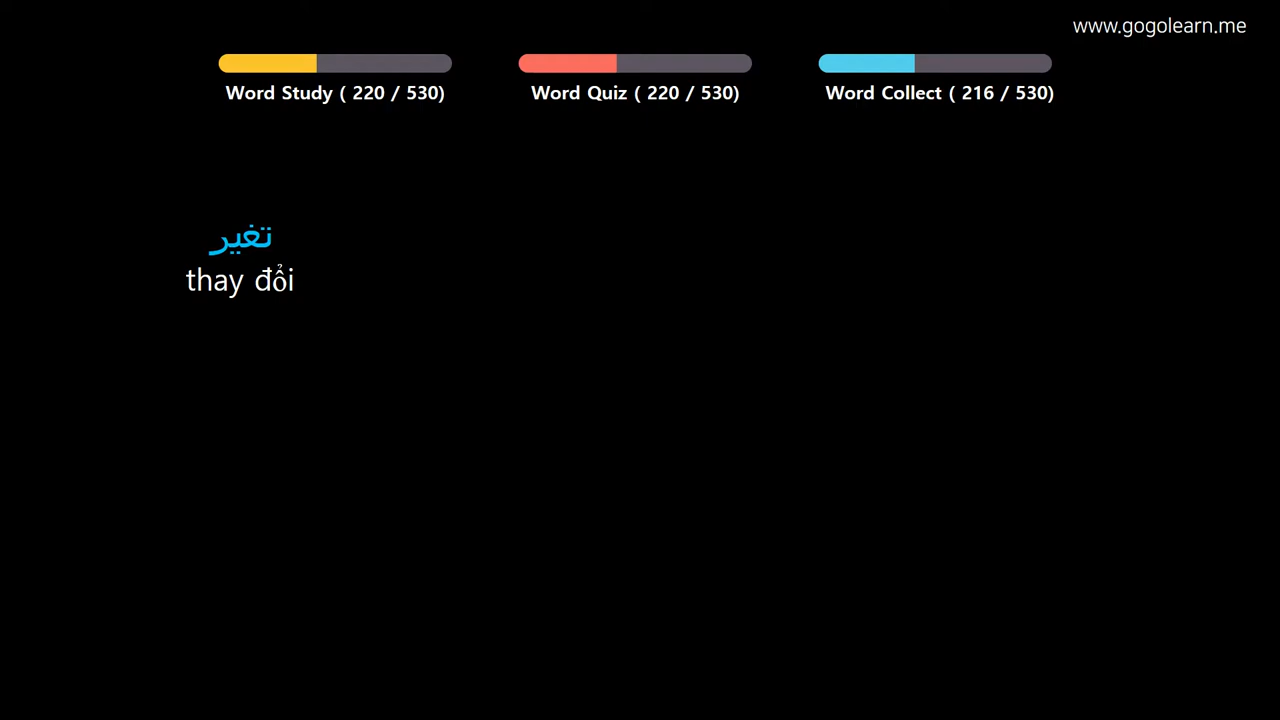 www.gogolearn.me
Word Study ( 220 / 530)
Word Quiz ( 220 / 530)
Word Collect ( 216 / 530)
تغير
thay đổi